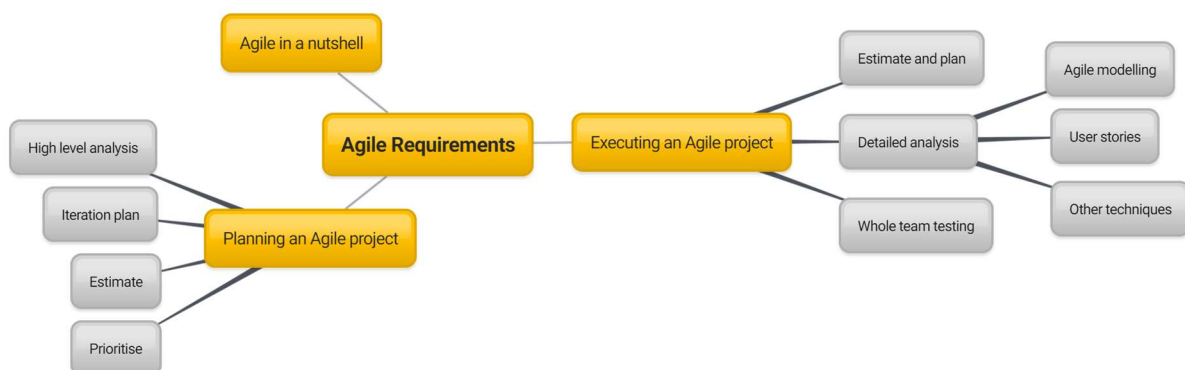 Agile in a nutshell
Agile Requirements
High level analysis
Iteration plan
Estimate
Prioritise
Planning an Agile project
Executing an Agile project
Estimate and plan
Detailed analysis
Whole team testing
Agile modelling
User stories
Other techniques